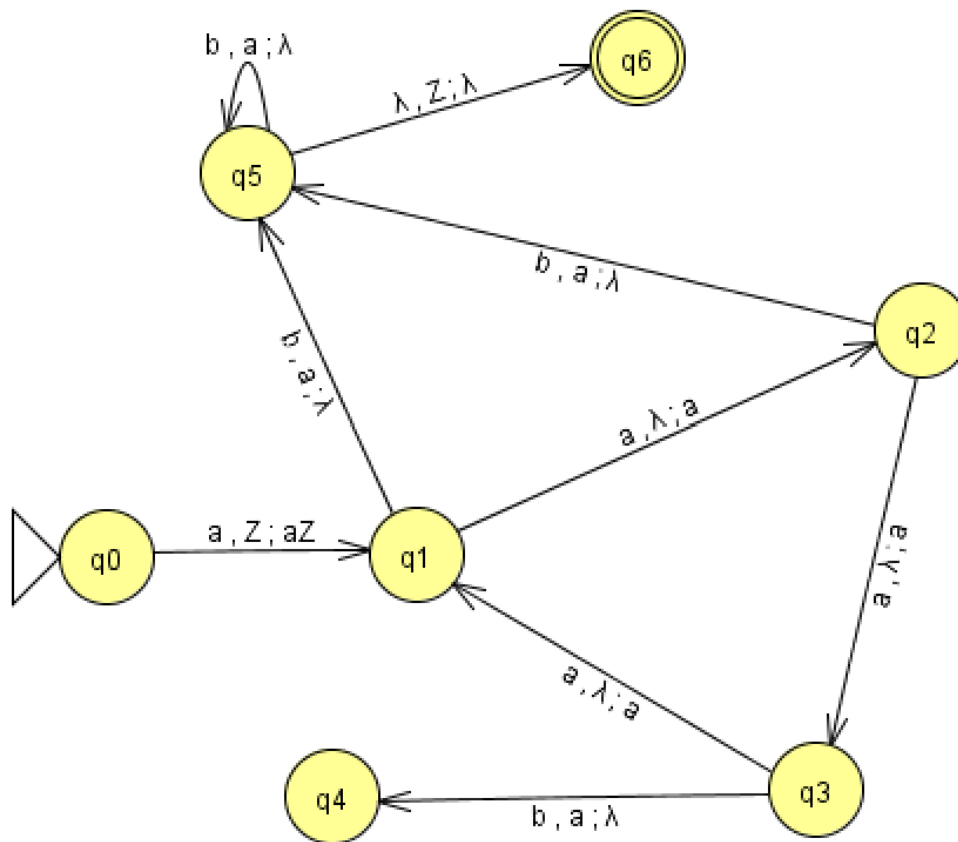 b , a ; λ
q6
λ , Z ; λ
q5
b , a ; λ
q2
b , a ; λ
a , λ ; a
a , Z ; aZ
q0
q1
a , λ ; a
a , λ ; a
q4
q3
b , a ; λ